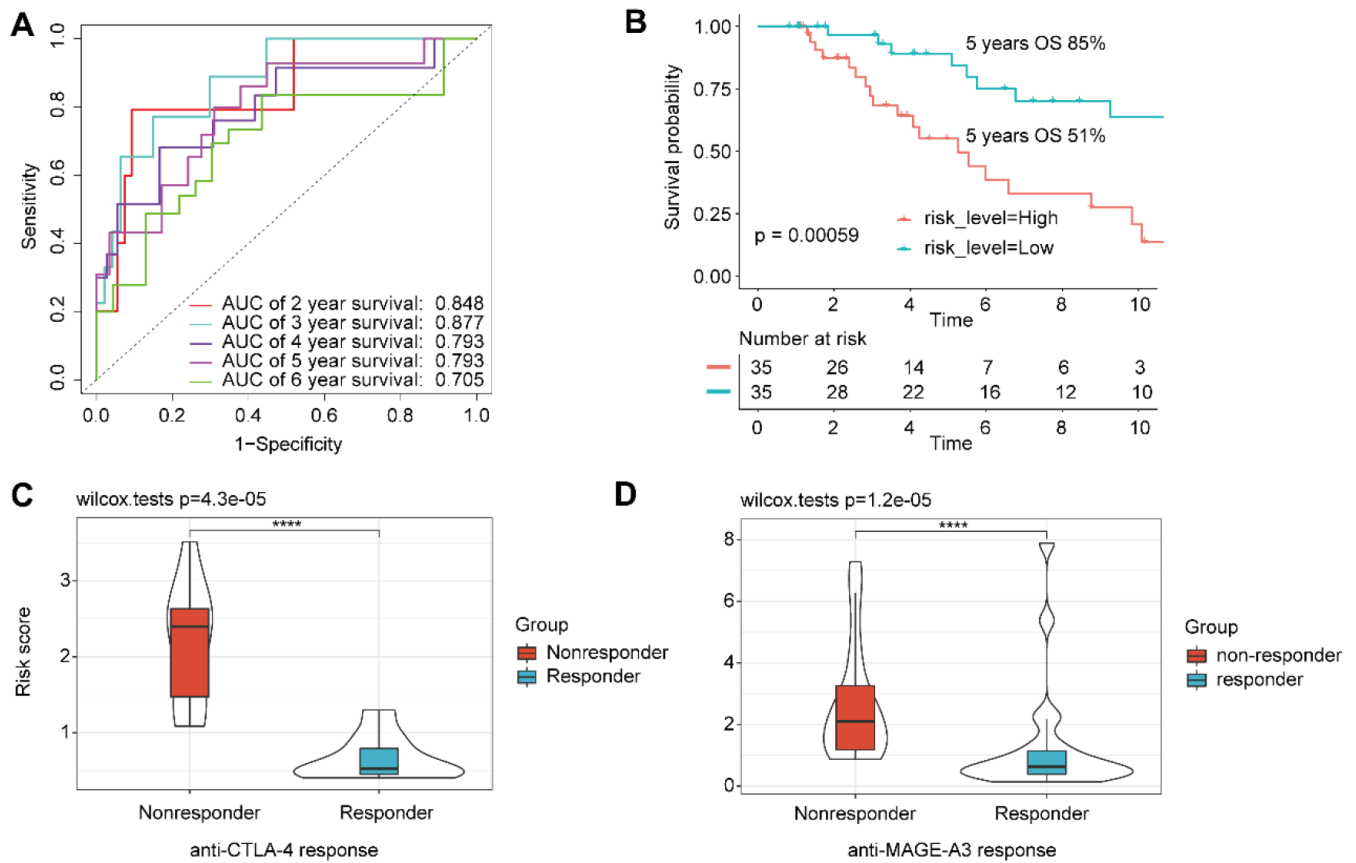 A
1.0
0.8
0.6
0.4
0.2
0.0
Sensitivity
AUC of 2 year survival: 0.848
AUC of 3 year survival: 0.877
AUC of 4 year survival: 0.793
AUC of 5 year survival: 0.793
AUC of 6 year survival: 0.705
0.0 0.2 0.4 0.6 0.8 1.0
1−Specificity
B
1.00
0.75
0.50
0.25
0.00
Survival probability
5 years OS 85%
5 years OS 51%
risk_level=High
risk_level=Low
p = 0.00059
0 2 4 6 8 10
Time
Number at risk
35 26 14 7 6 3
35 28 22 16 12 10
0 2 4 6 8 10
Time
C
wilcox.tests p=4.3e-05
****
3
2
1
Risk score
Nonresponder Responder
anti-CTLA-4 response
Group
Nonresponder
Responder
D
wilcox.tests p=1.2e-05
****
8
6
4
2
0
Nonresponder Responder
anti-MAGE-A3 response
Group
non-responder
responder